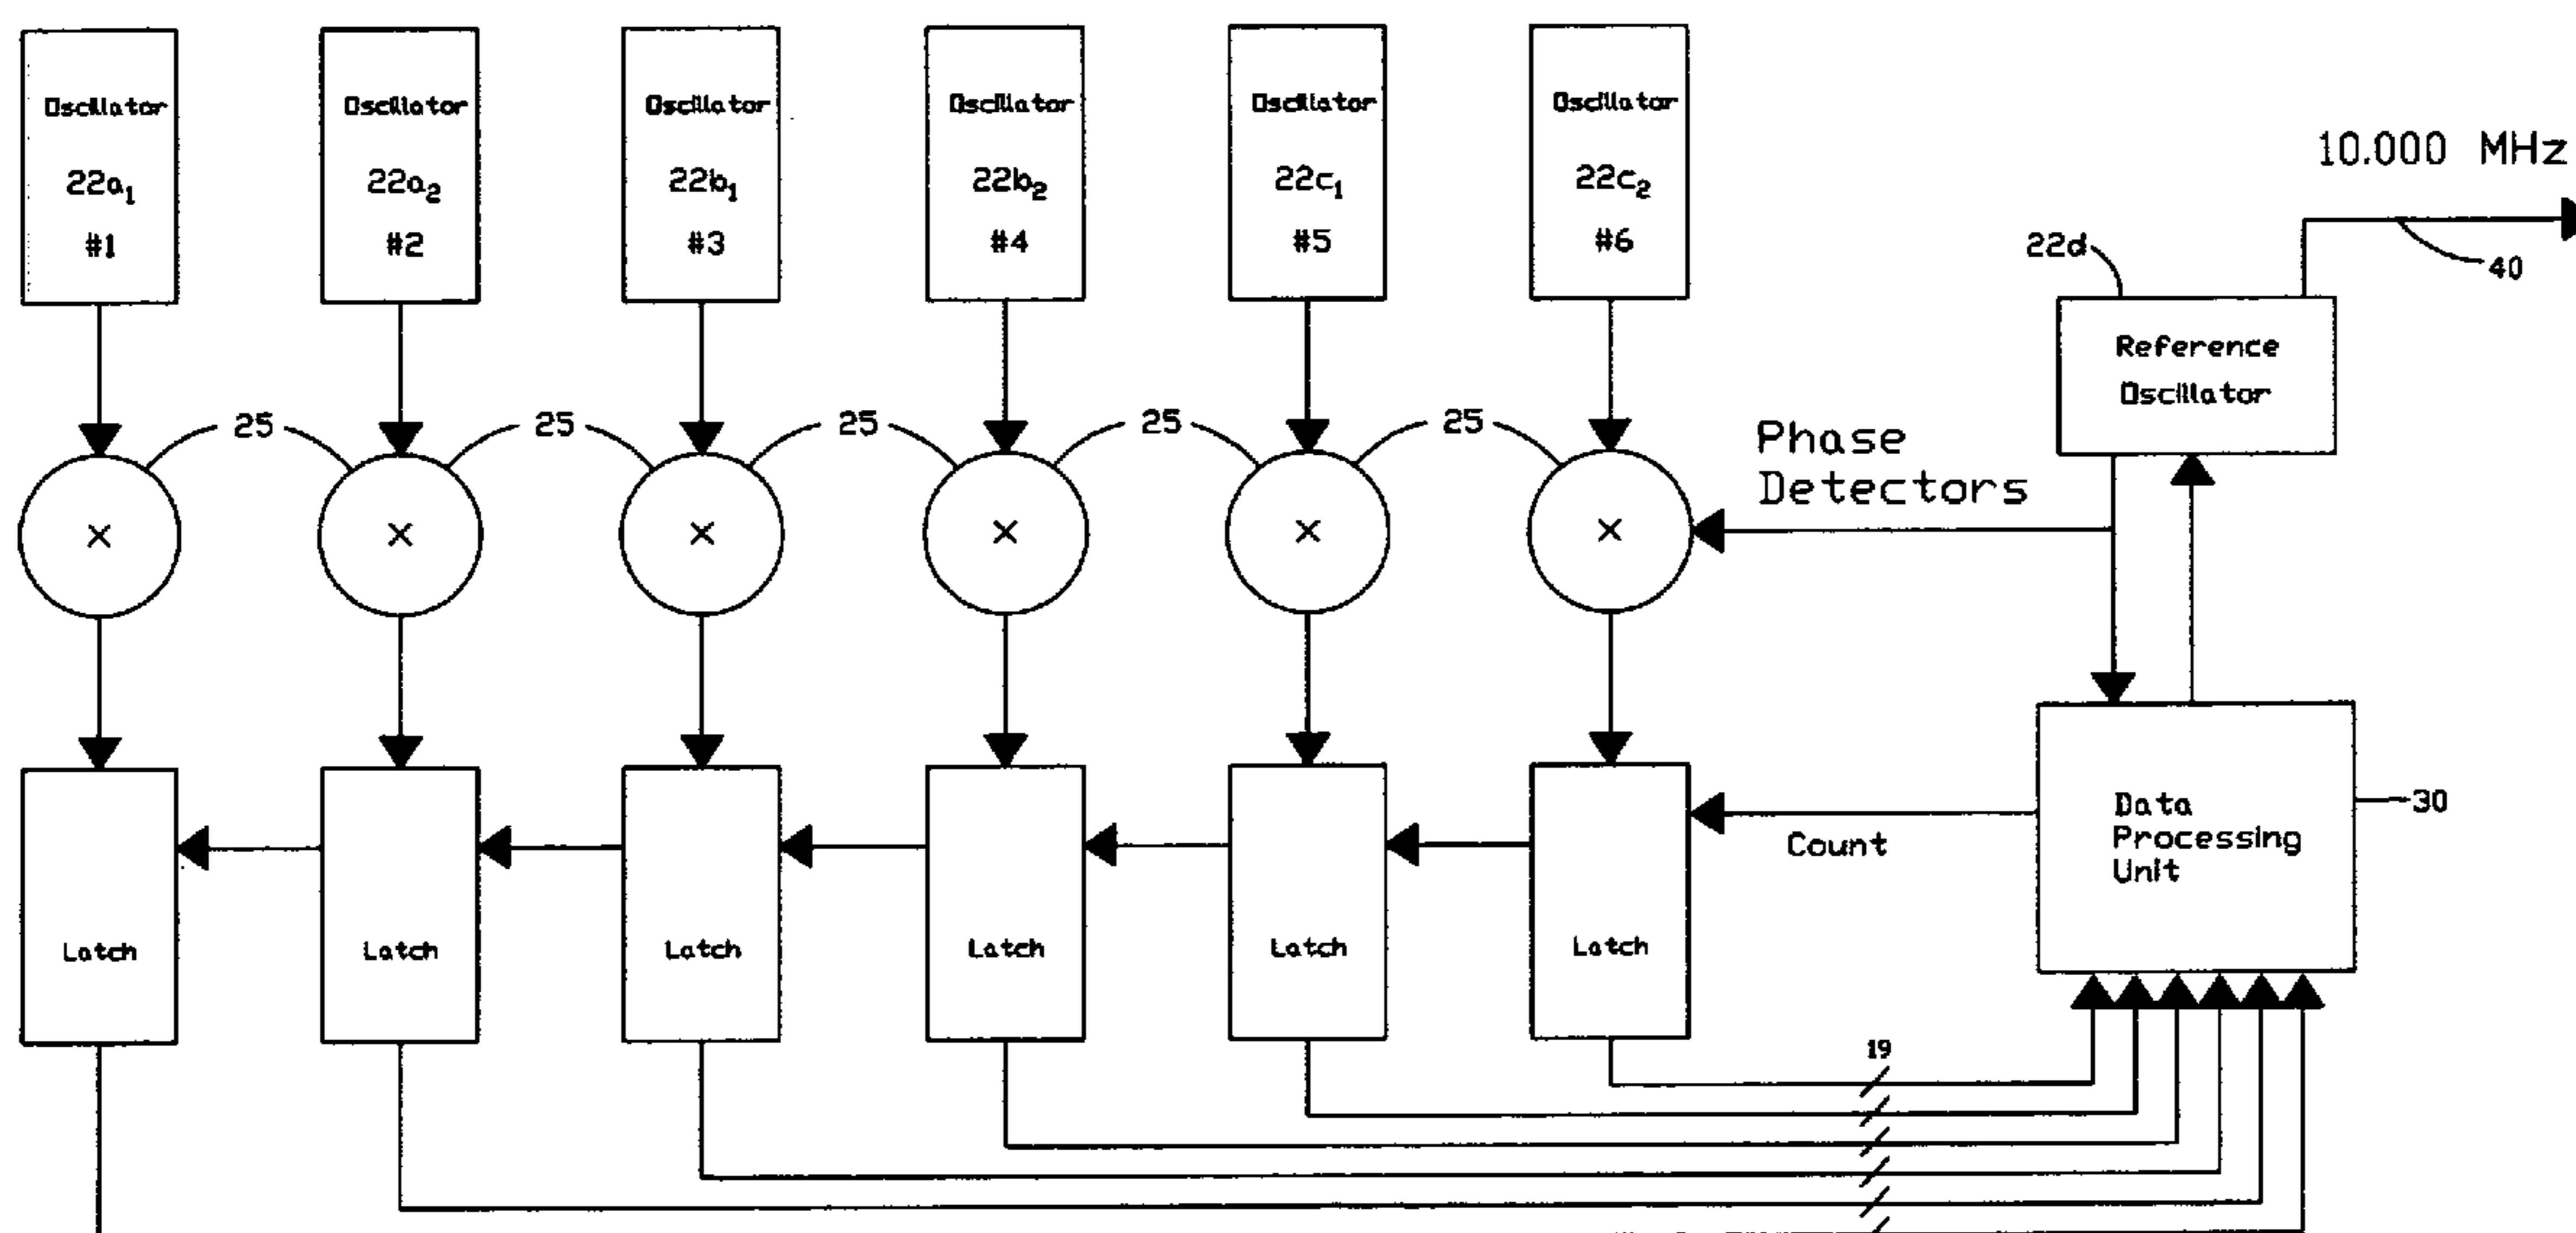 Oscillator
22a₁
#1
Oscillator
22a₂
#2
Oscillator
22b₁
#3
Oscillator
22b₂
#4
Oscillator
22c₁
#5
Oscillator
22c₂
#6
10.000 MHz
22d
40
Reference
Oscillator
25
25
25
25
25
Phase
Detectors
×
×
×
×
×
×
Data
Processing
Unit
30
Count
Latch
Latch
Latch
Latch
Latch
Latch
19